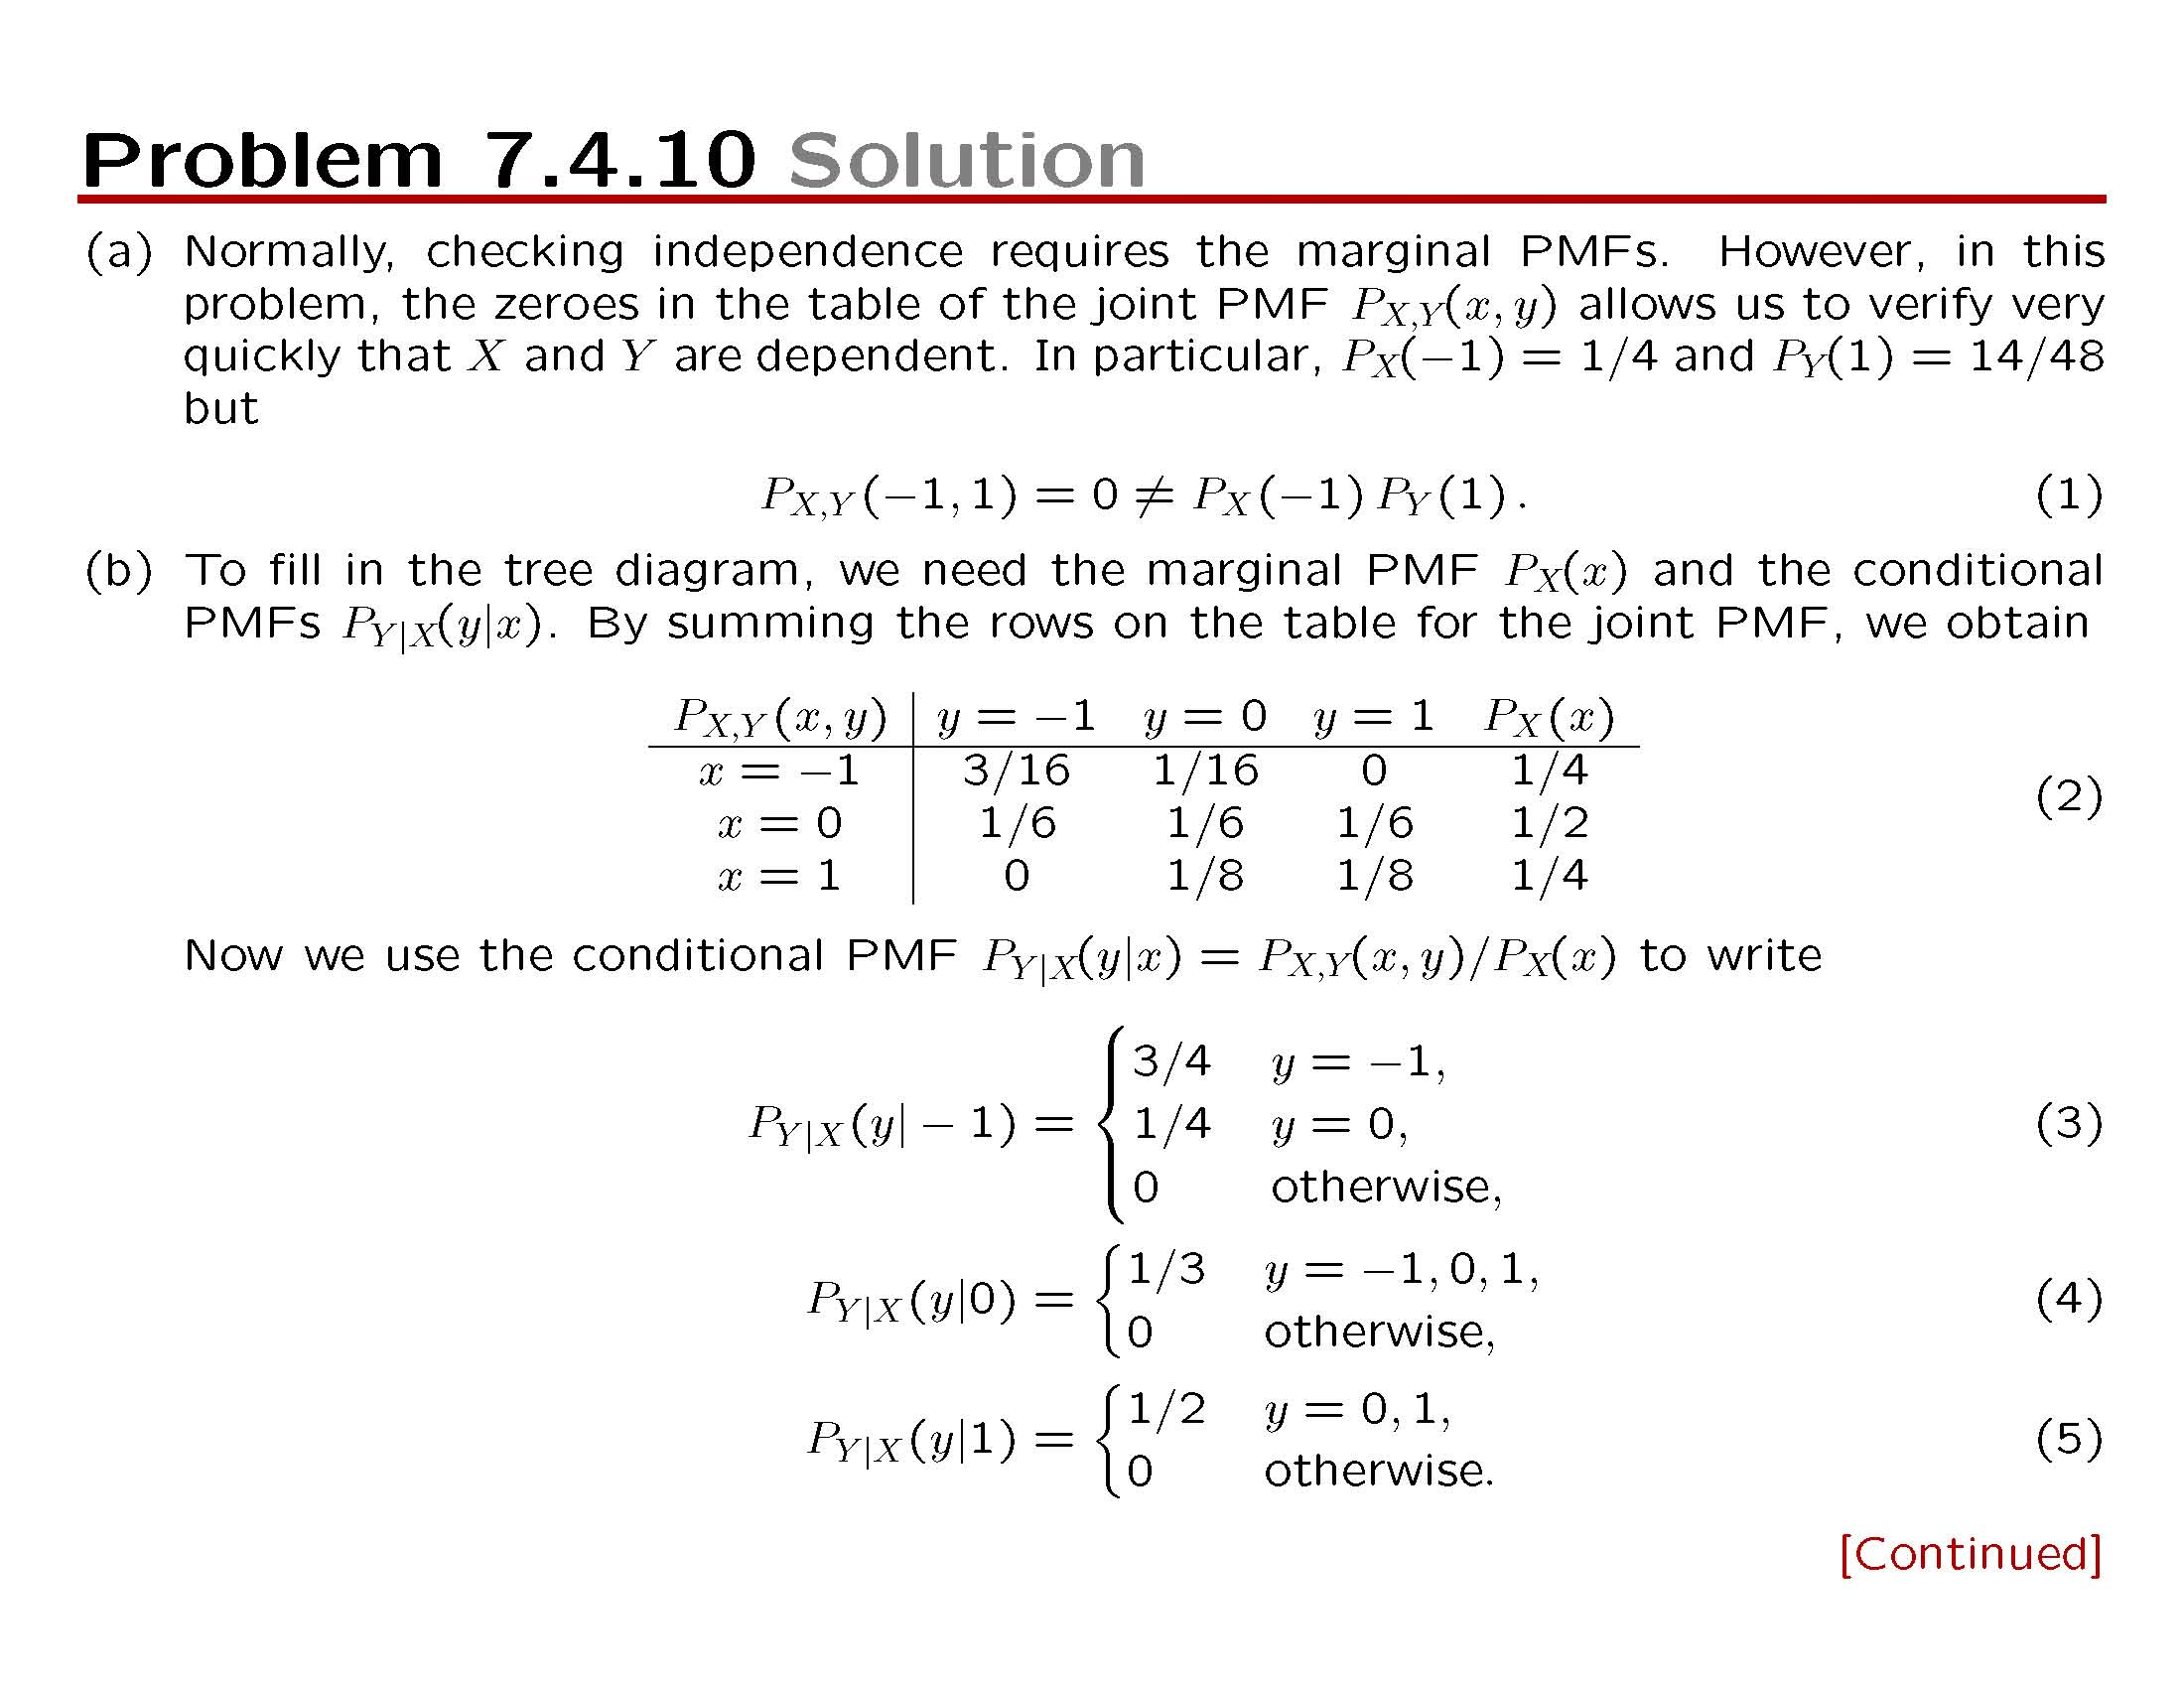 Problem 7.4.10 Solution
(a) Normally, checking independence requires the marginal PMFs. However, in this
problem, the zeroes in the table of the joint PMF P_{X,Y}(x, y) allows us to verify very
quickly that X and Y are dependent. In particular, P_X(−1) = 1/4 and P_Y(1) = 14/48
but
P_{X,Y}(−1, 1) = 0 ≠ P_X(−1) P_Y(1). (1)
(b) To fill in the tree diagram, we need the marginal PMF P_X(x) and the conditional
PMFs P_{Y|X}(y|x). By summing the rows on the table for the joint PMF, we obtain
P_{X,Y}(x, y) y = −1 y = 0 y = 1 P_X(x)
x = −1 3/16 1/16 0 1/4
x = 0 1/6 1/6 1/6 1/2 (2)
x = 1 0 1/8 1/8 1/4
Now we use the conditional PMF P_{Y|X}(y|x) = P_{X,Y}(x, y)/P_X(x) to write
3/4 y = −1,
P_{Y|X}(y| − 1) = { 1/4 y = 0, (3)
0 otherwise,
P_{Y|X}(y|0) = { 1/3 y = −1, 0, 1, (4)
0 otherwise,
P_{Y|X}(y|1) = { 1/2 y = 0, 1, (5)
0 otherwise.
[Continued]